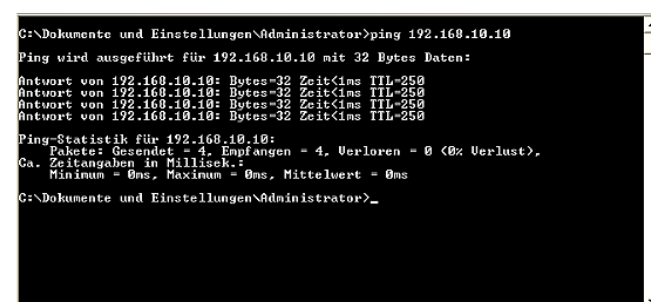 C:\Dokumente und Einstellungen\Administrator>ping 192.168.10.10
Ping wird ausgeführt für 192.168.10.10 mit 32 Bytes Daten:
Antwort von 192.168.10.10: Bytes=32 Zeit<1ms TTL=250
Antwort von 192.168.10.10: Bytes=32 Zeit<1ms TTL=250
Antwort von 192.168.10.10: Bytes=32 Zeit<1ms TTL=250
Antwort von 192.168.10.10: Bytes=32 Zeit<1ms TTL=250
Ping-Statistik für 192.168.10.10:
Pakete: Gesendet = 4, Empfangen = 4, Verloren = 0 (0% Verlust),
Ca. Zeitangaben in Millisek.:
Minimum = 0ms, Maximum = 0ms, Mittelwert = 0ms
C:\Dokumente und Einstellungen\Administrator>_